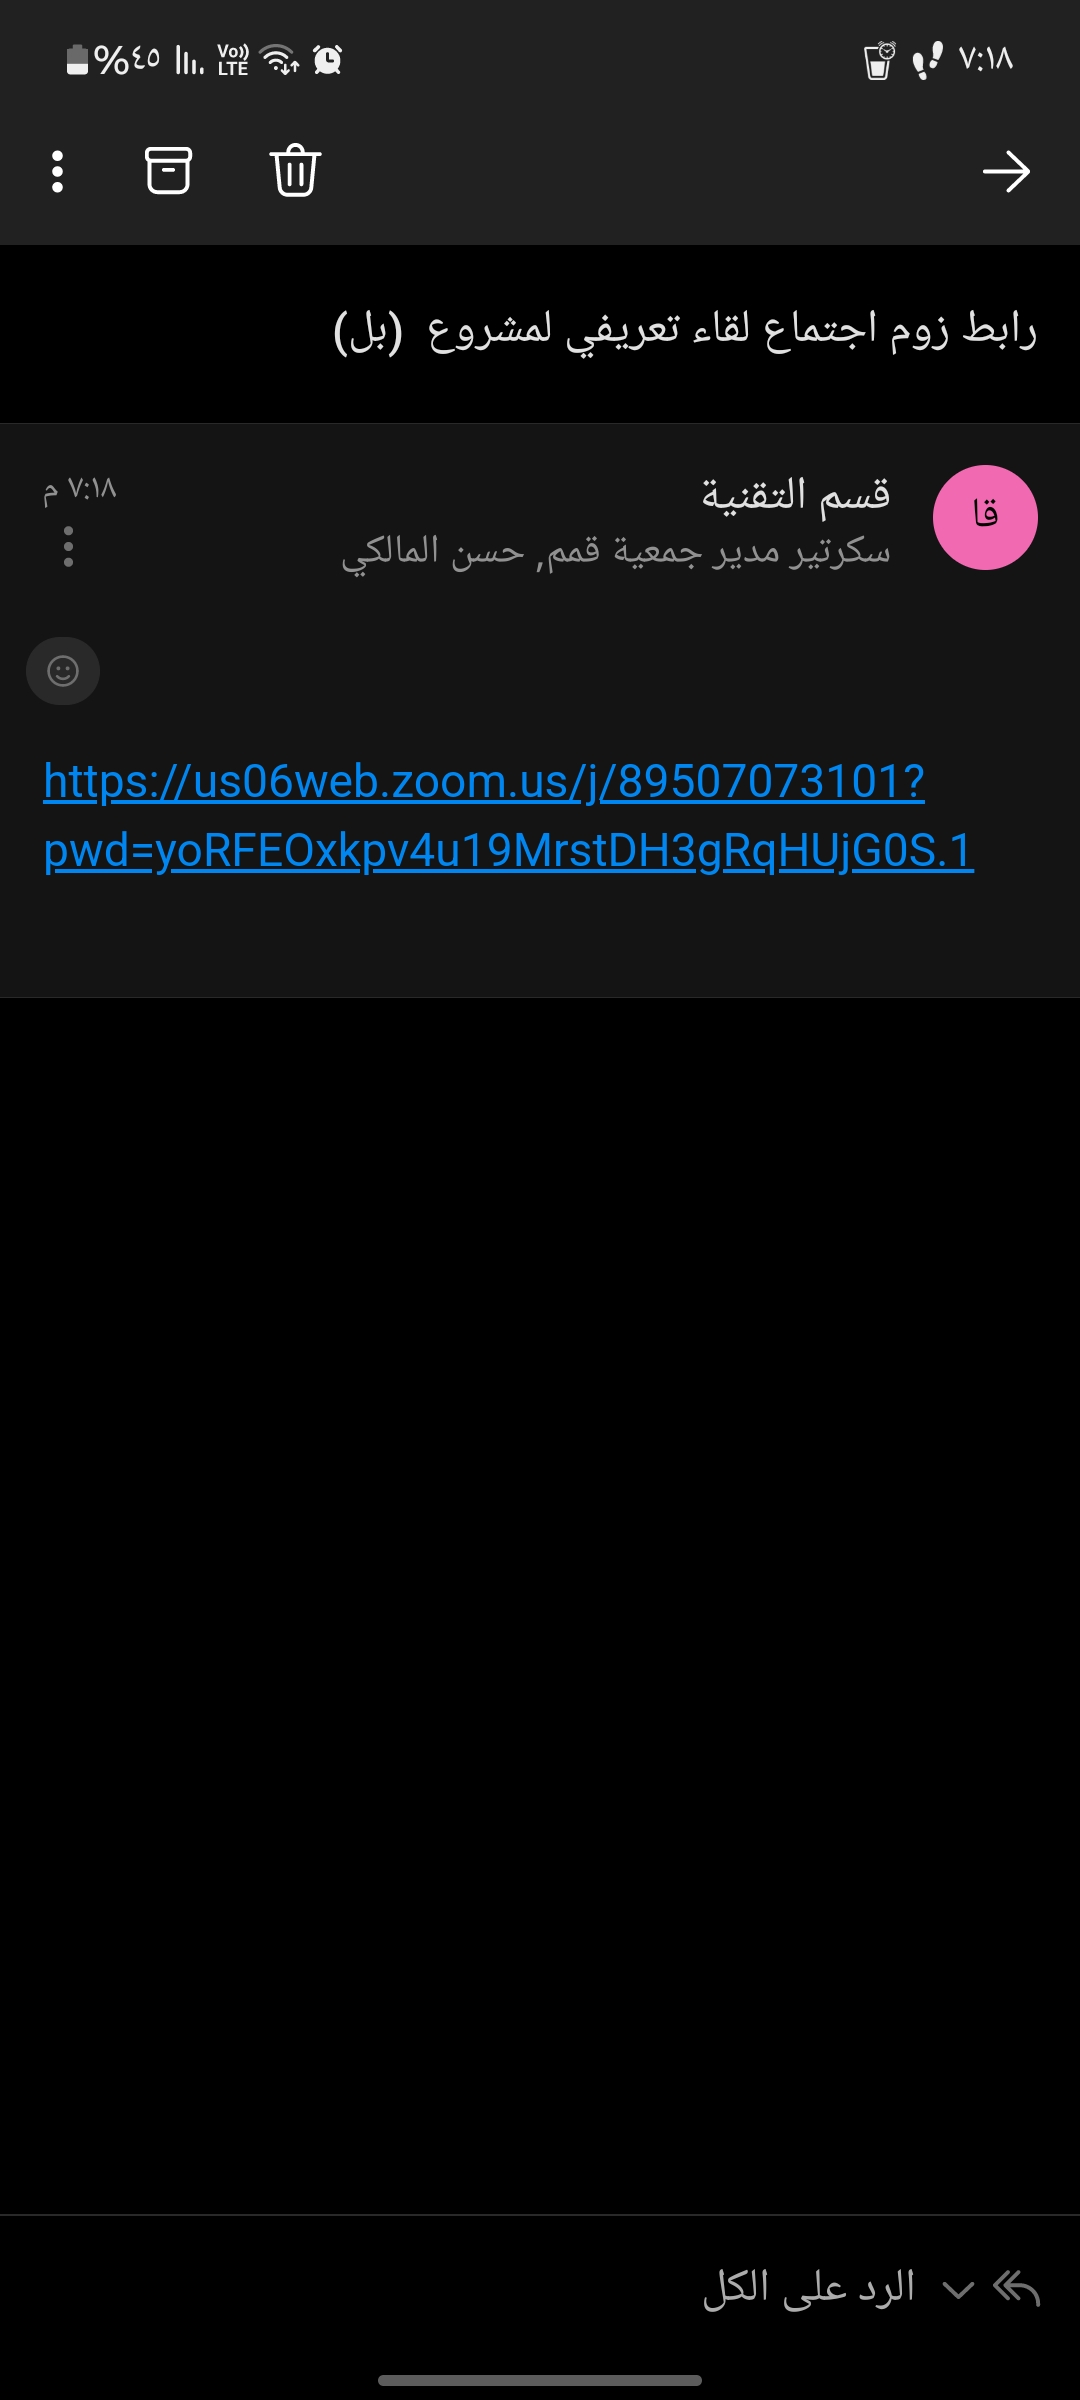 ٧:١٨
%٤٥
Vo))
LTE
رابط زوم اجتماع لقاء تعريفي لمشروع (بل)
قا
قسم التقنية
٧:١٨ م
سكرتير مدير جمعية قمم, حسن المالكي
https://us06web.zoom.us/j/89507073101?
pwd=yoRFEOxkpv4u19MrstDH3gRqHUjG0S.1
الرد على الكل